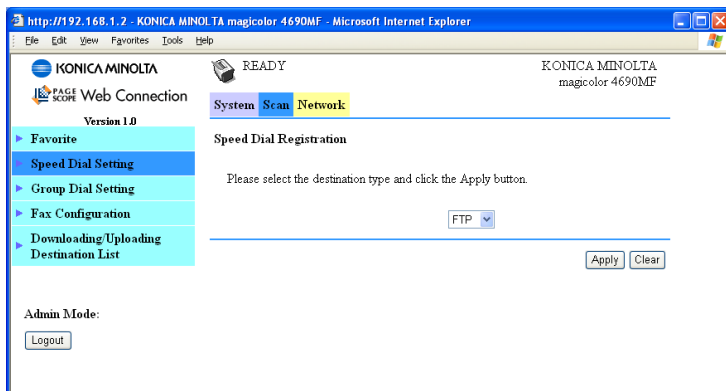 http://192.168.1.2 - KONICA MINOLTA magicolor 4690MF - Microsoft Internet Explorer
File Edit View Favorites Tools Help
KONICA MINOLTA
READY
KONICA MINOLTA
magicolor 4690MF
PAGE SCOPE Web Connection
Version 1.0
System Scan Network
Favorite
Speed Dial Setting
Group Dial Setting
Fax Configuration
Downloading/Uploading
Destination List
Speed Dial Registration
Please select the destination type and click the Apply button.
FTP
Apply Clear
Admin Mode:
Logout